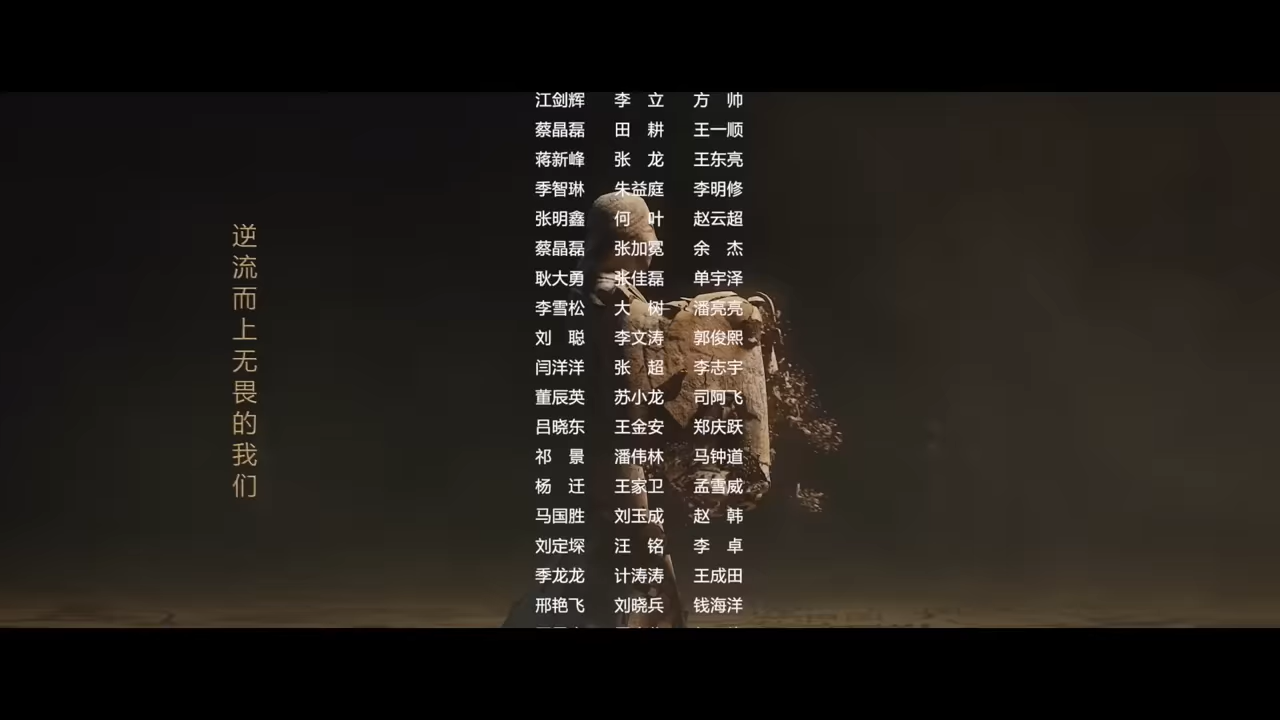 逆流而上无畏的我们
江剑辉 李 立 方 帅
蔡晶磊 田 耕 王一顺
蒋新峰 张 龙 王东亮
季智琳 朱益庭 李明修
张明鑫 何 叶 赵云超
蔡晶磊 张加冕 余 杰
耿大勇 张佳磊 单宇泽
李雪松 大 树 潘亮亮
刘 聪 李文涛 郭俊熙
闫洋洋 张 超 李志宇
董辰英 苏小龙 司阿飞
吕晓东 王金安 郑庆跃
祁 景 潘伟林 马钟道
杨 迁 王家卫 孟雪威
马国胜 刘玉成 赵 韩
刘定堔 汪 铭 李 卓
季龙龙 计涛涛 王成田
邢艳飞 刘晓兵 钱海洋